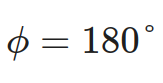 ϕ = 180°